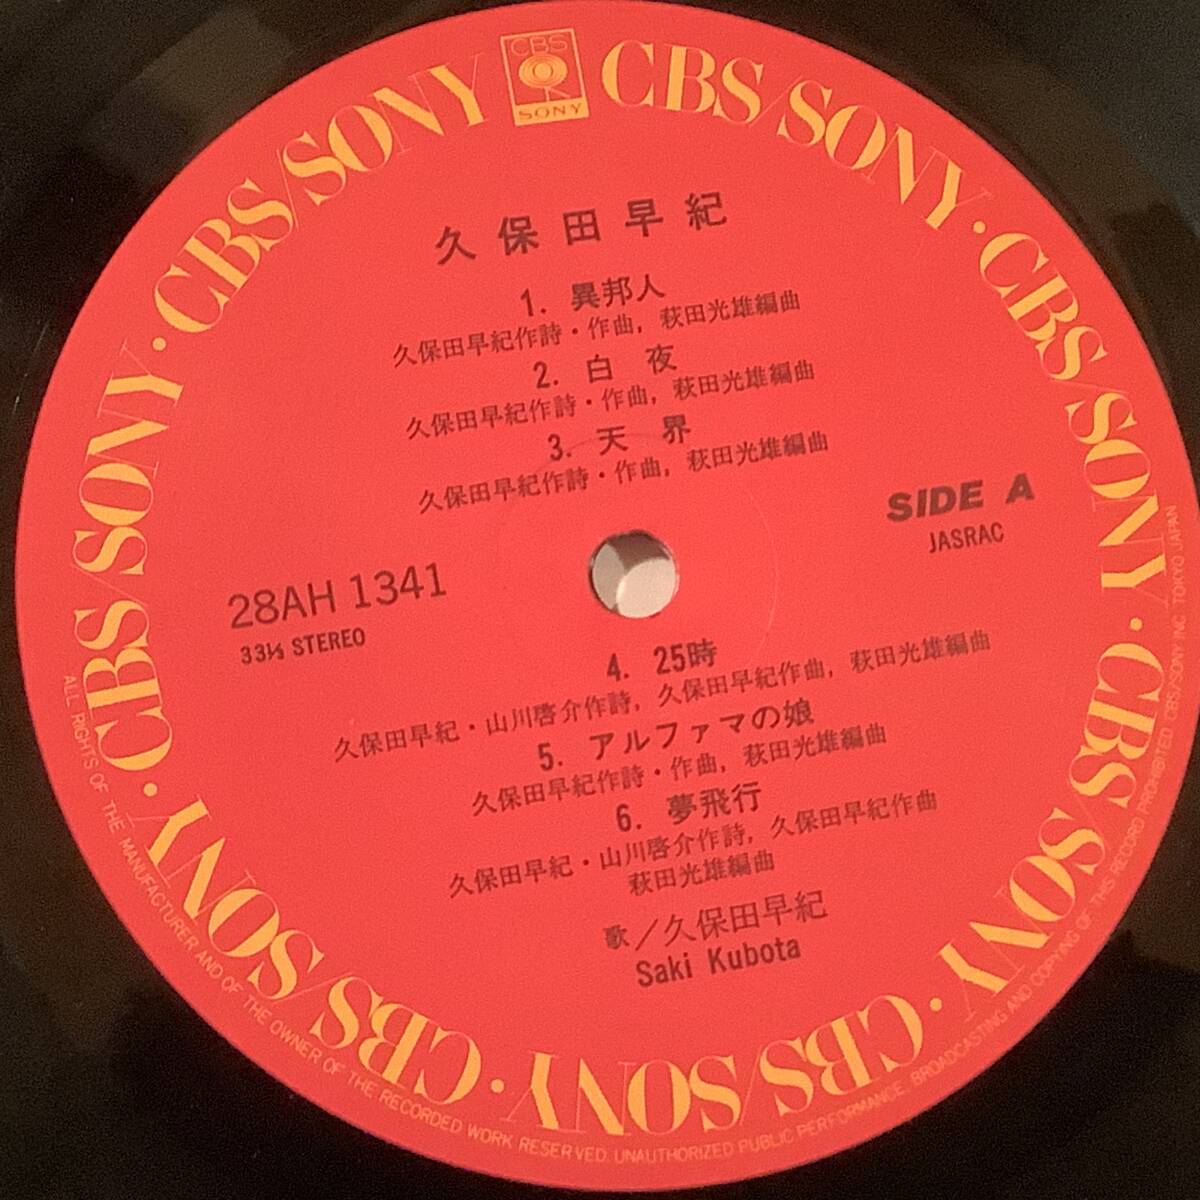 CBS
SONY
CBS/SONY · CBS/SONY · CBS/SONY · CBS/SONY · CBS/SONY · CBS/SONY · CBS/SONY · CBS/SONY · CBS/SONY
久保田早紀
1. 異邦人
久保田早紀作詩・作曲, 萩田光雄編曲
2. 白夜
久保田早紀作詩・作曲, 萩田光雄編曲
3. 天界
久保田早紀作詩・作曲, 萩田光雄編曲
SIDE A
JASRAC
28AH 1341
33⅓ STEREO
4. 25時
久保田早紀・山川啓介作詩, 久保田早紀作曲, 萩田光雄編曲
5. アルファマの娘
久保田早紀作詩・作曲, 萩田光雄編曲
6. 夢飛行
久保田早紀・山川啓介作詩, 久保田早紀作曲
萩田光雄編曲
歌／久保田早紀
Saki Kubota
ALL RIGHTS OF THE MANUFACTURER AND OF THE OWNER OF THE RECORDED WORK RESERVED. UNAUTHORIZED PUBLIC PERFORMANCE BROADCASTING AND COPYING OF THIS RECORD PROHIBITED CBS/SONY INC TOKYO JAPAN